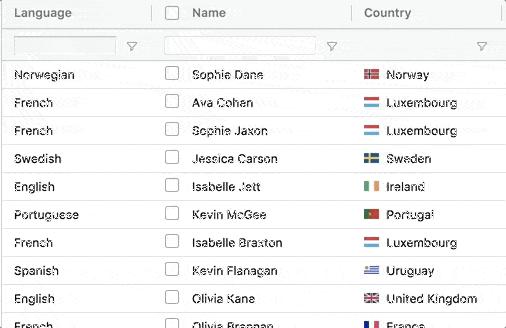 Language Name Country
Norwegian Sophie Dane Norway
French Ava Cohen Luxembourg
French Sophie Jaxon Luxembourg
Swedish Jessica Carson Sweden
English Isabelle Jett Ireland
Portuguese Kevin McGee Portugal
French Isabelle Braxton Luxembourg
Spanish Kevin Flanagan Uruguay
English Olivia Kane United Kingdom
French Olivia Brennan France